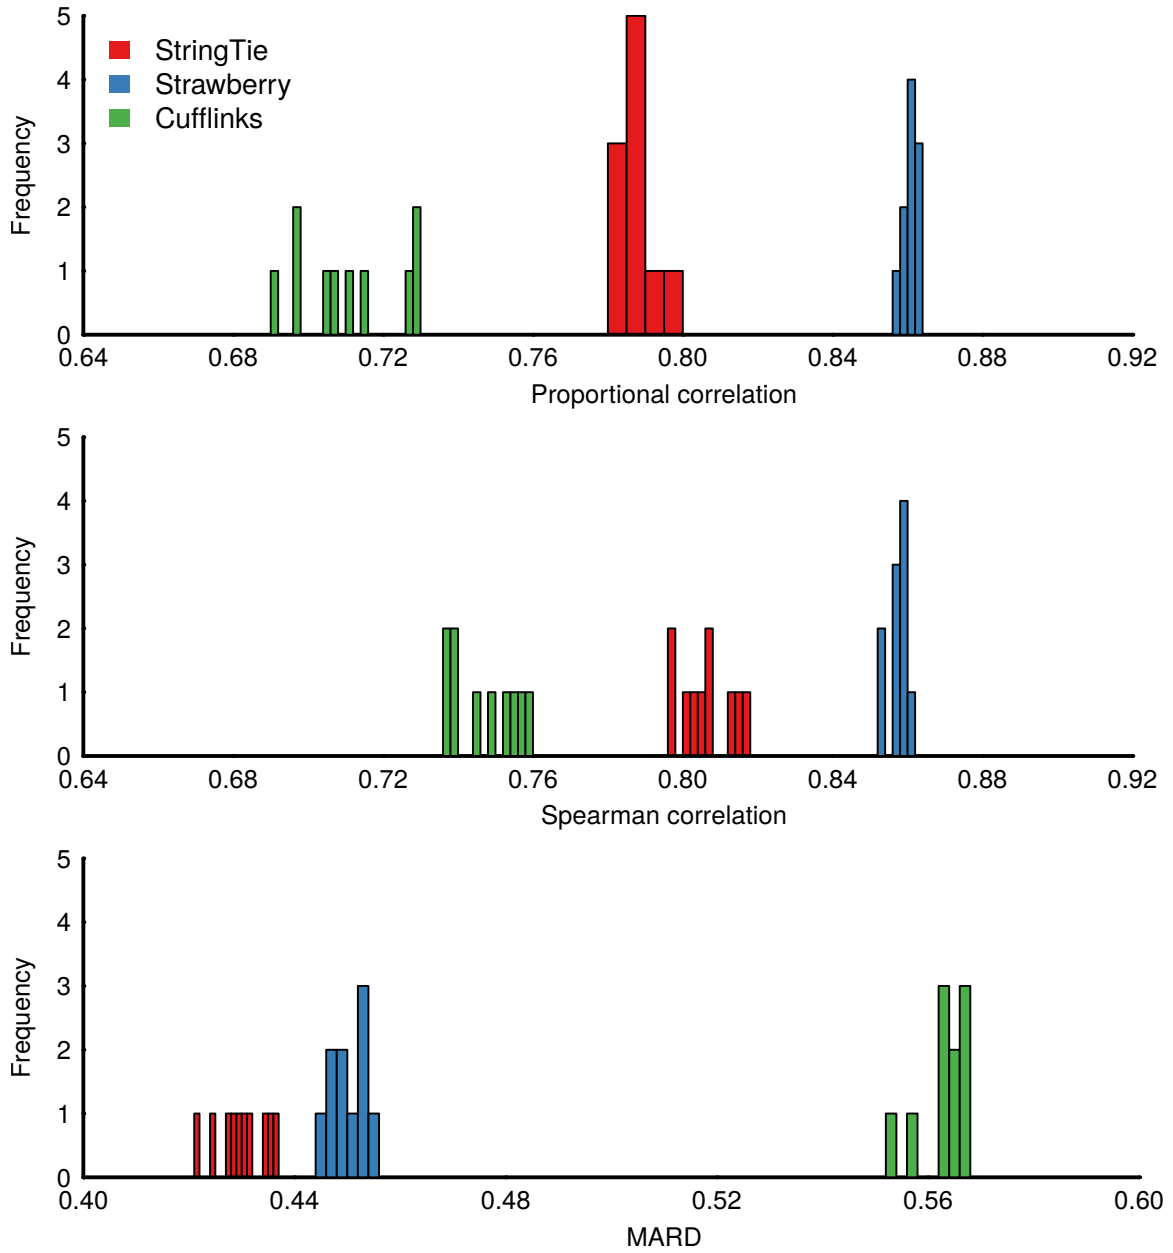 5
4
3
2
1
0
Frequency
StringTie
Strawberry
Cufflinks
0.64 0.68 0.72 0.76 0.80 0.84 0.88 0.92
Proportional correlation
5
4
3
2
1
0
Frequency
0.64 0.68 0.72 0.76 0.80 0.84 0.88 0.92
Spearman correlation
5
4
3
2
1
0
Frequency
0.40 0.44 0.48 0.52 0.56 0.60
MARD